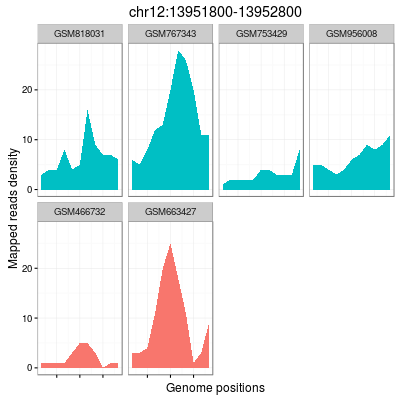 chr12:13951800-13952800
GSM818031 GSM767343 GSM753429 GSM956008
20
10
0
GSM466732 GSM663427
20
10
0
Mapped reads density
Genome positions